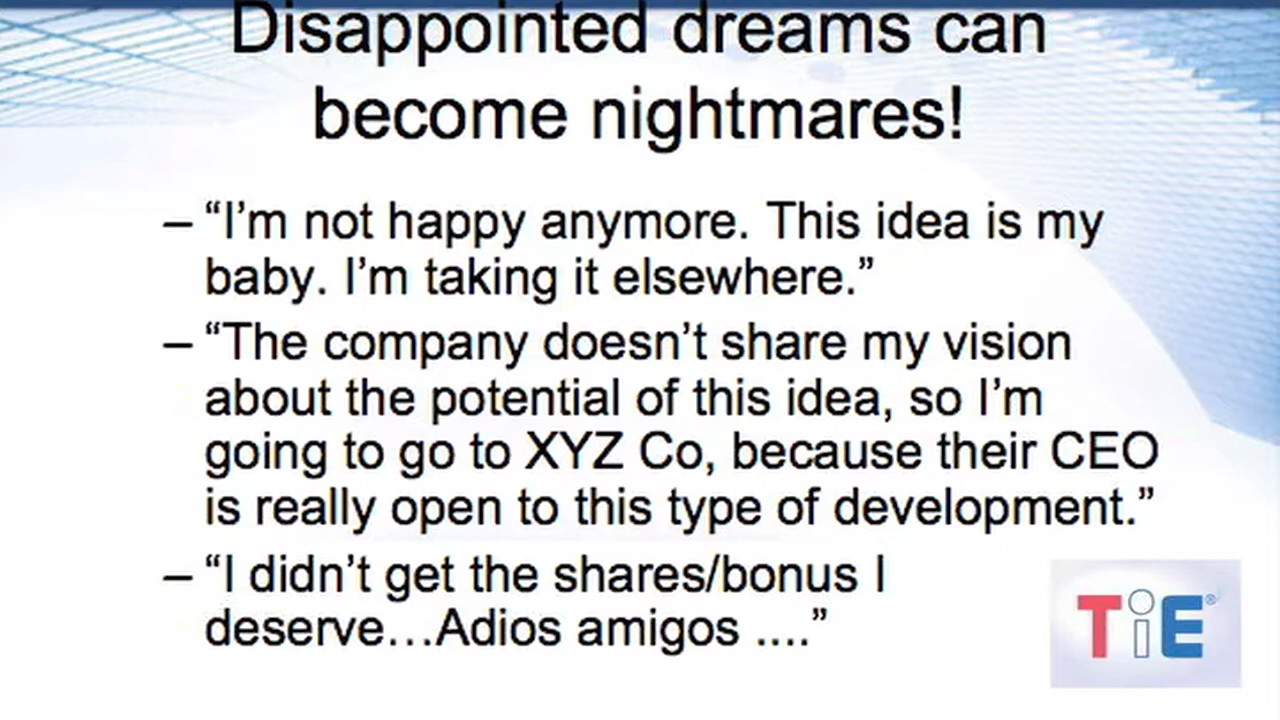 Disappointed dreams can
become nightmares!
– “I’m not happy anymore. This idea is my
baby. I’m taking it elsewhere.”
– “The company doesn’t share my vision
about the potential of this idea, so I’m
going to go to XYZ Co, because their CEO
is really open to this type of development.”
– “I didn’t get the shares/bonus I
deserve…Adios amigos ....”
TiE®